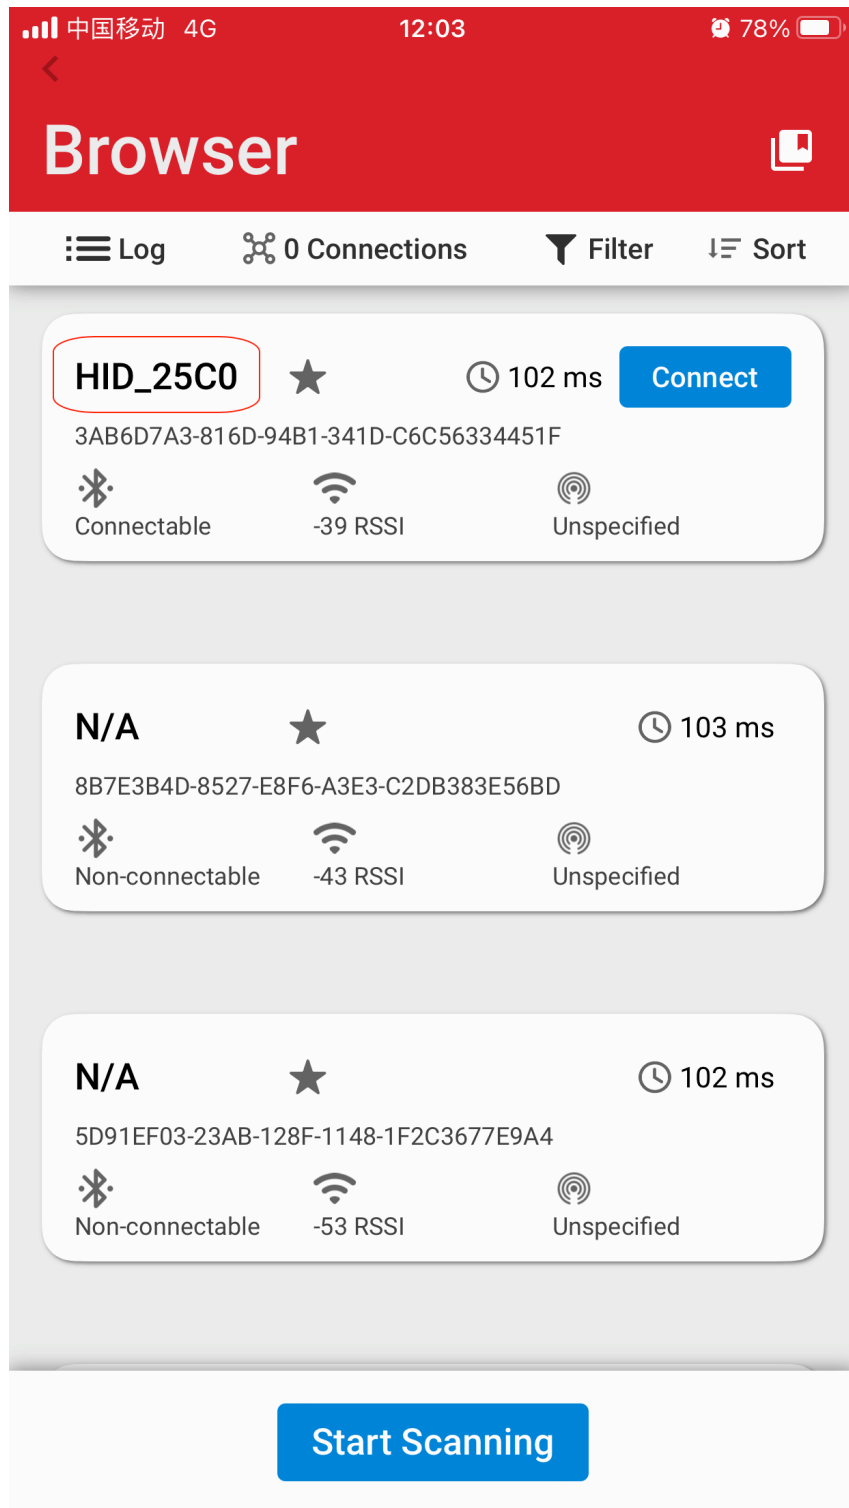 中国移动 4G 12:03 78%
Browser
Log 0 Connections Filter Sort
HID_25C0 102 ms Connect
3AB6D7A3-816D-94B1-341D-C6C56334451F
Connectable -39 RSSI Unspecified
N/A 103 ms
8B7E3B4D-8527-E8F6-A3E3-C2DB383E56BD
Non-connectable -43 RSSI Unspecified
N/A 102 ms
5D91EF03-23AB-128F-1148-1F2C3677E9A4
Non-connectable -53 RSSI Unspecified
Start Scanning